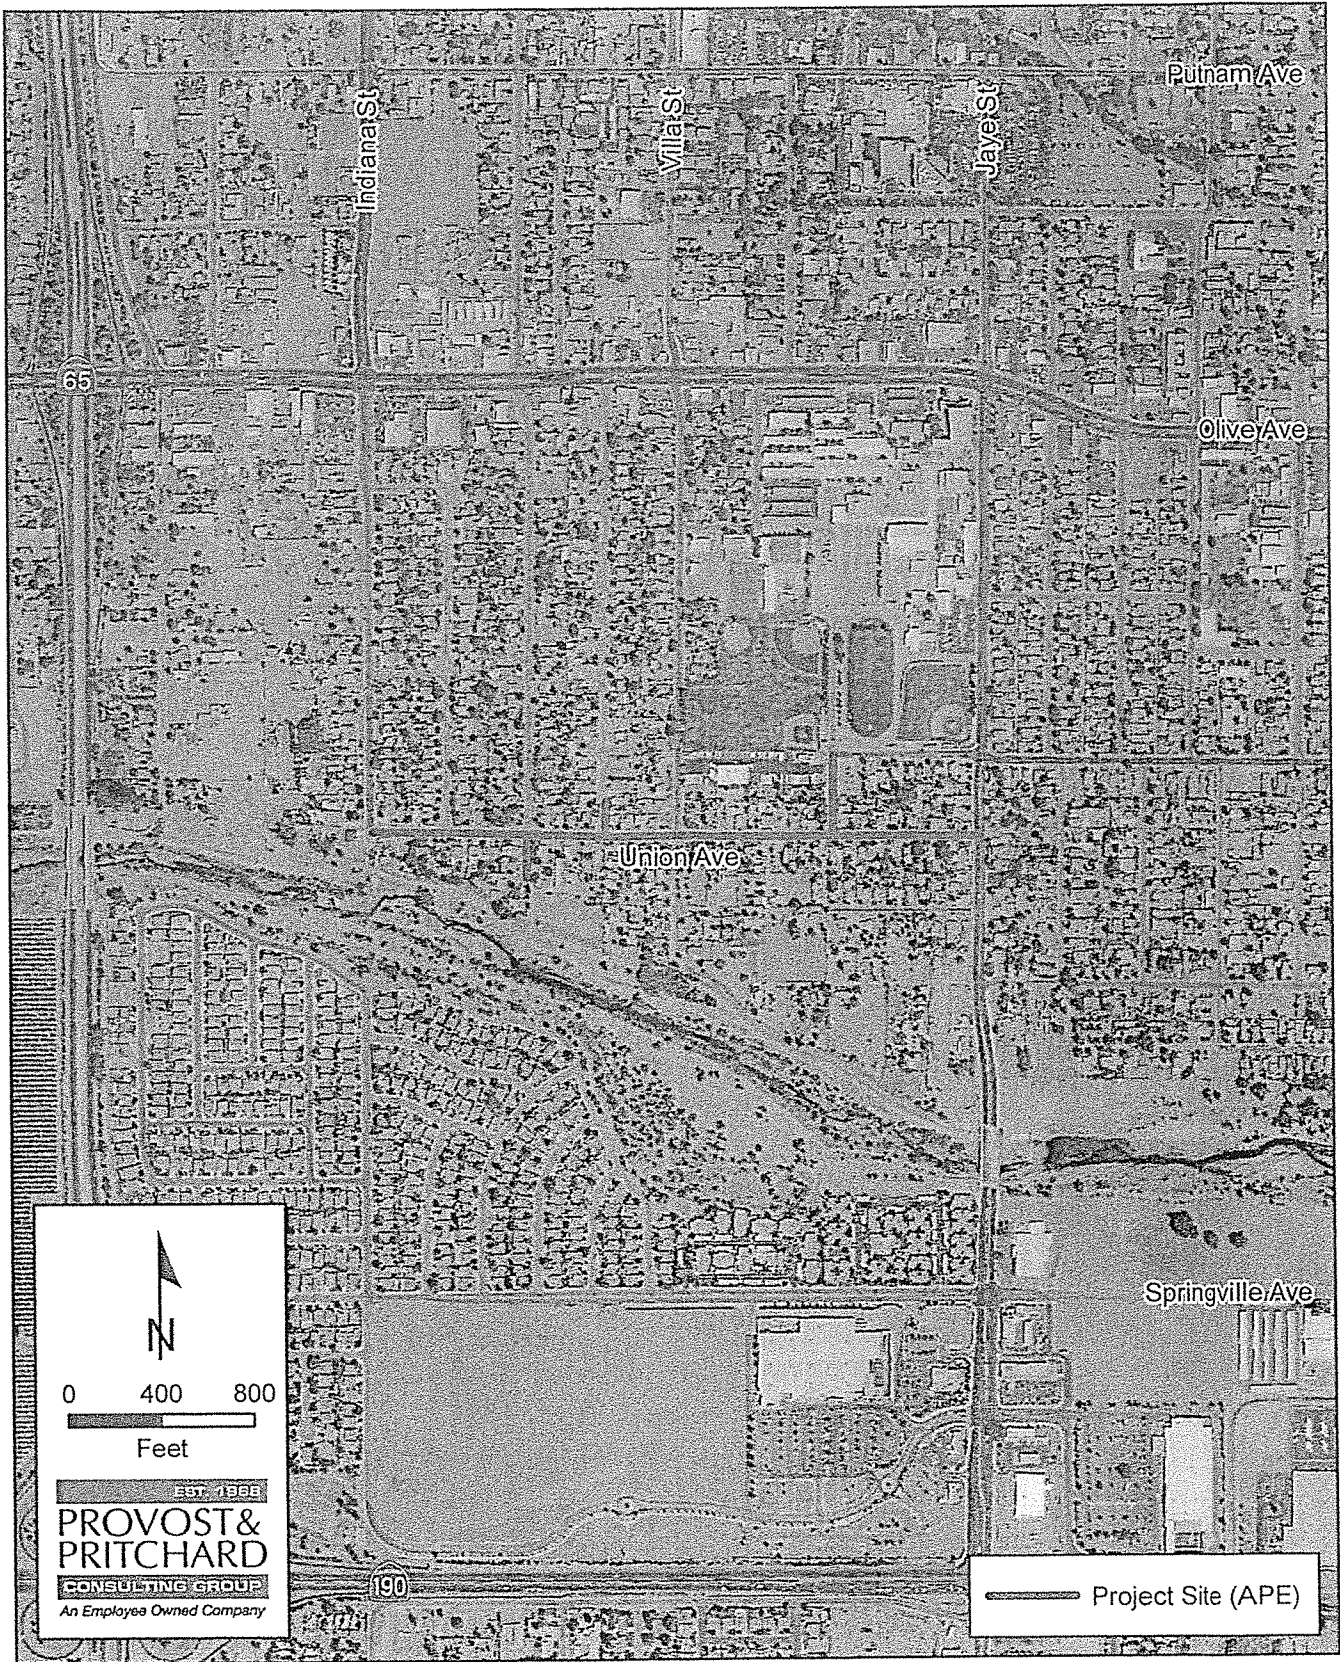 Putnam Ave
Indiana St
Villa St
Jaye St
65
Olive Ave
Union Ave
Springville Ave
N
0 400 800
Feet
EST. 1968
PROVOST&
PRITCHARD
CONSULTING GROUP
An Employee Owned Company
190
Project Site (APE)